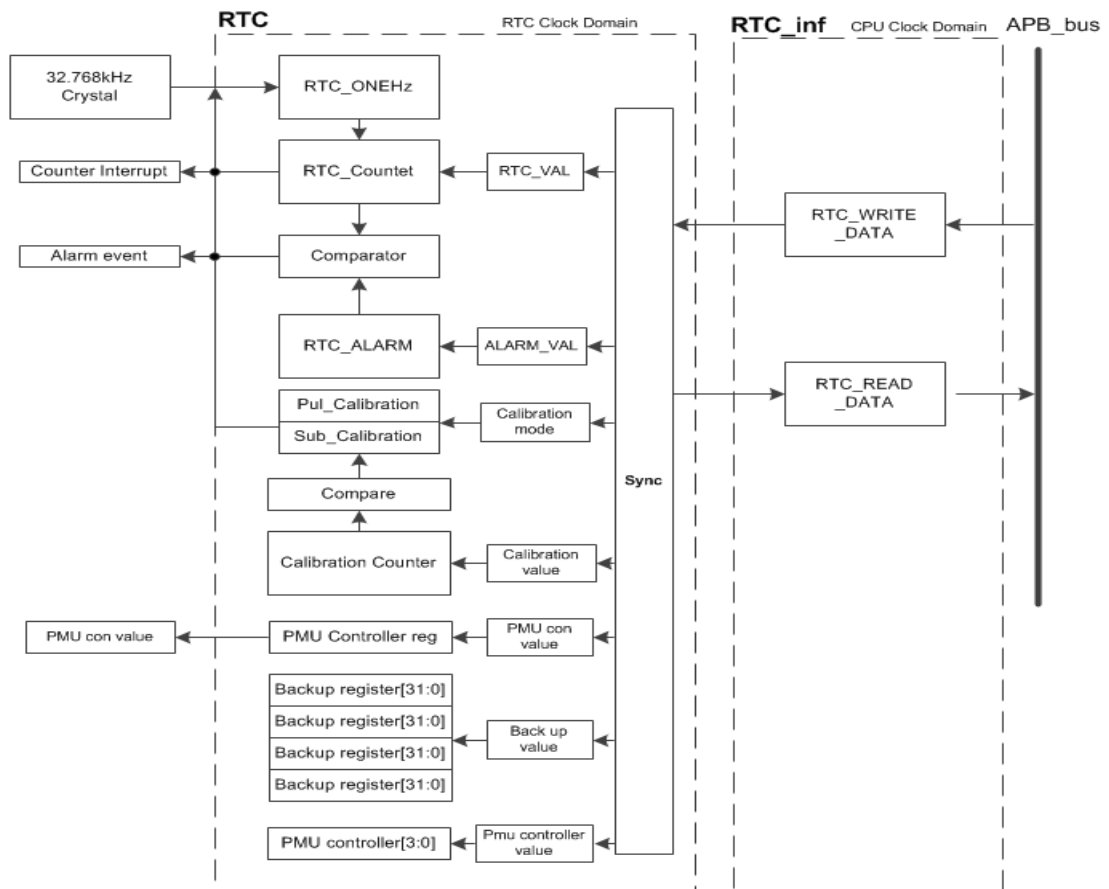 RTC
RTC Clock Domain
RTC_inf
CPU Clock Domain
APB_bus
32.768kHz
Crystal
RTC_ONEHz
Counter Interrupt
RTC_Countet
RTC_VAL
RTC_WRITE
_DATA
Alarm event
Comparator
RTC_ALARM
ALARM_VAL
RTC_READ
_DATA
Pul_Calibration
Sub_Calibration
Calibration
mode
Sync
Compare
Calibration Counter
Calibration
value
PMU con value
PMU Controller reg
PMU con
value
Backup register[31:0]
Backup register[31:0]
Backup register[31:0]
Backup register[31:0]
Back up
value
PMU controller[3:0]
Pmu controller
value